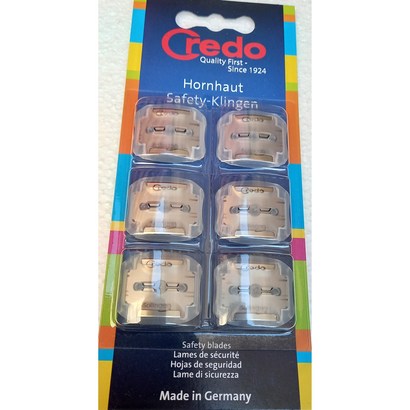 Credo
Quality First -
Since 1924
Hornhaut
Safety-Klingen
Safety blades
Lames de sécurité
Hojas de seguridad
Lame di sicurezza
Made in Germany